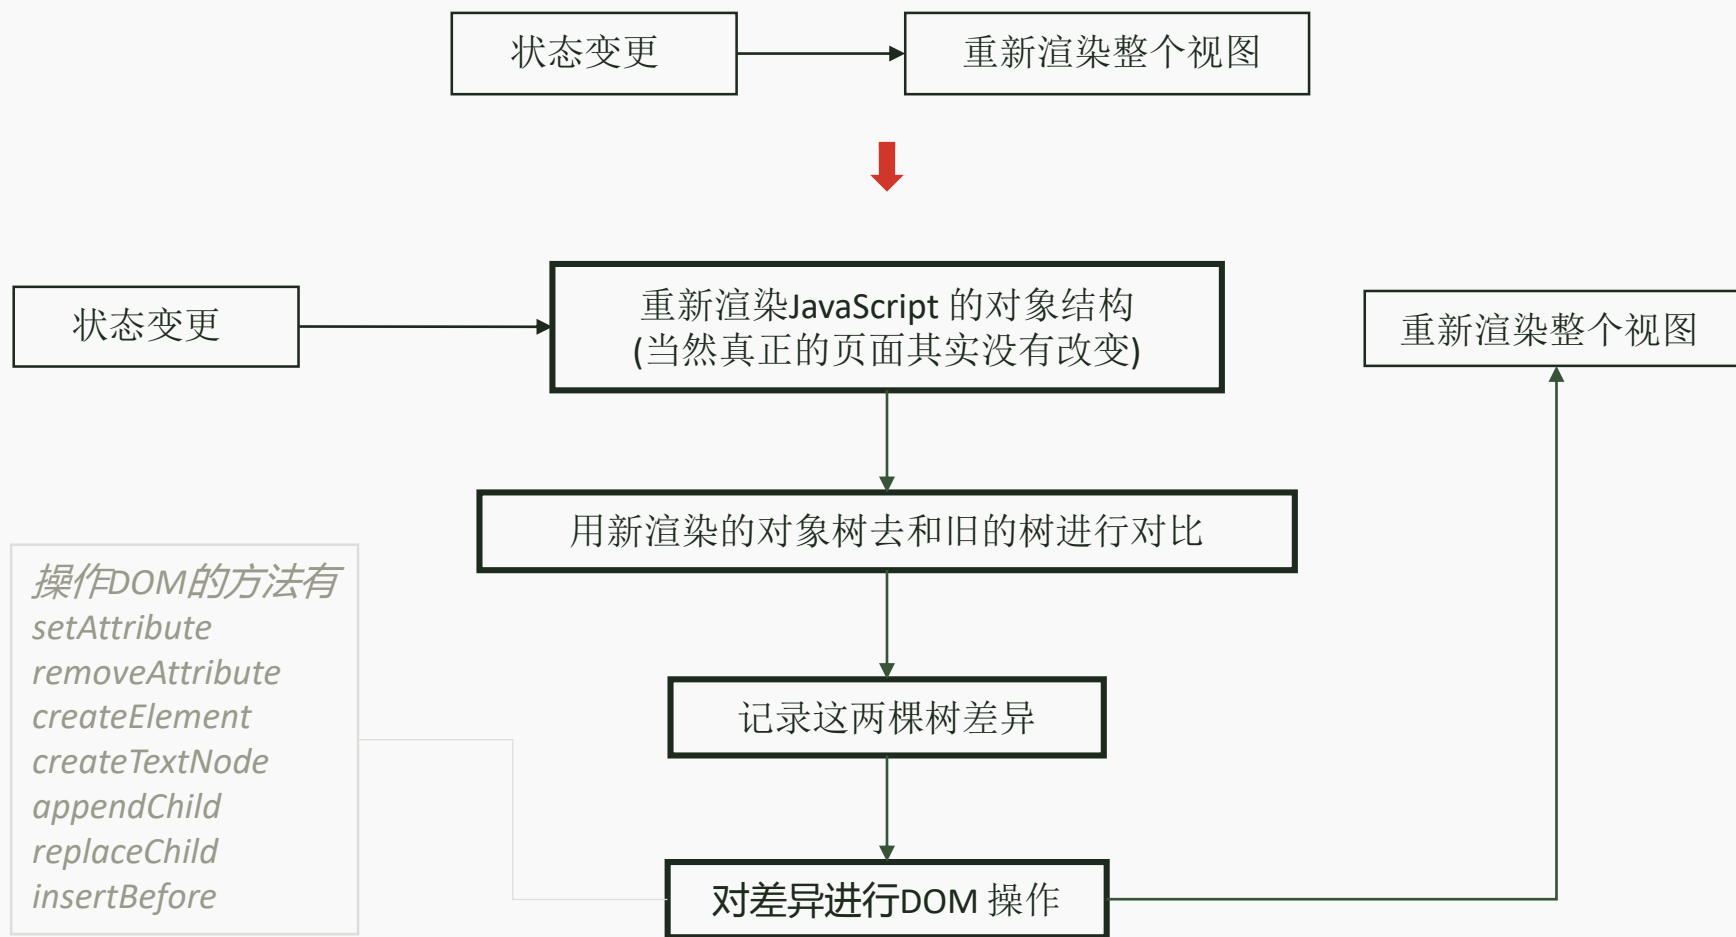 状态变更
重新渲染整个视图
状态变更
重新渲染JavaScript 的对象结构
(当然真正的页面其实没有改变)
重新渲染整个视图
用新渲染的对象树去和旧的树进行对比
操作DOM的方法有
setAttribute
removeAttribute
createElement
createTextNode
appendChild
replaceChild
insertBefore
记录这两棵树差异
对差异进行DOM 操作